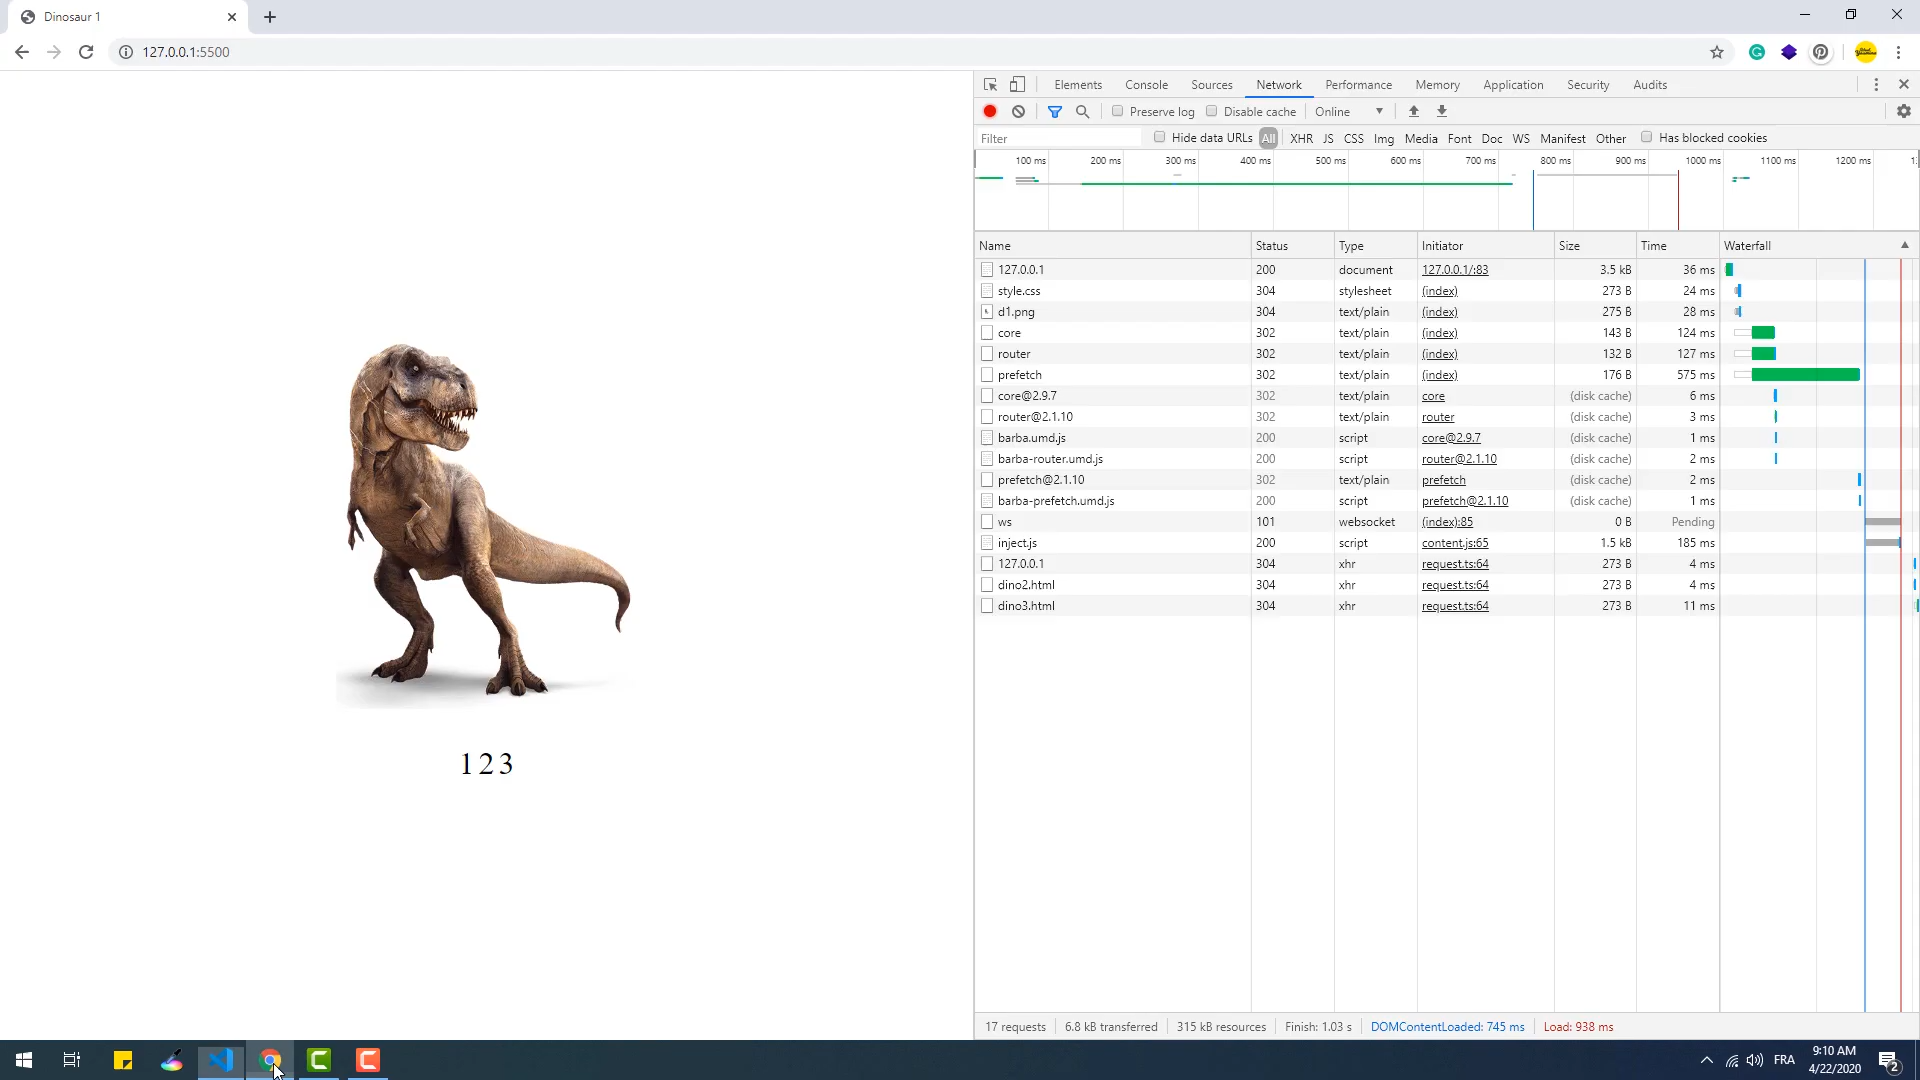 Dinosaur 1
127.0.0.1:5500
Elements Console Sources Network Performance Memory Application Security Audits
Preserve log Disable cache Online
Filter Hide data URLs All XHR JS CSS Img Media Font Doc WS Manifest Other Has blocked cookies
100 ms 200 ms 300 ms 400 ms 500 ms 600 ms 700 ms 800 ms 900 ms 1000 ms 1100 ms 1200 ms
Name Status Type Initiator Size Time Waterfall
127.0.0.1 200 document 127.0.0.1/:83 3.5 kB 36 ms
style.css 304 stylesheet (index) 273 B 24 ms
d1.png 304 text/plain (index) 275 B 28 ms
core 302 text/plain (index) 143 B 124 ms
router 302 text/plain (index) 132 B 127 ms
prefetch 302 text/plain (index) 176 B 575 ms
core@2.9.7 302 text/plain core (disk cache) 6 ms
router@2.1.10 302 text/plain router (disk cache) 3 ms
barba.umd.js 200 script core@2.9.7 (disk cache) 1 ms
barba-router.umd.js 200 script router@2.1.10 (disk cache) 2 ms
prefetch@2.1.10 302 text/plain prefetch (disk cache) 2 ms
barba-prefetch.umd.js 200 script prefetch@2.1.10 (disk cache) 1 ms
ws 101 websocket (index):85 0 B Pending
inject.js 200 script content.js:65 1.5 kB 185 ms
127.0.0.1 304 xhr request.ts:64 273 B 4 ms
dino2.html 304 xhr request.ts:64 273 B 4 ms
dino3.html 304 xhr request.ts:64 273 B 11 ms
1 2 3
17 requests 6.8 kB transferred 315 kB resources Finish: 1.03 s DOMContentLoaded: 745 ms Load: 938 ms
FRA
9:10 AM
4/22/2020
2